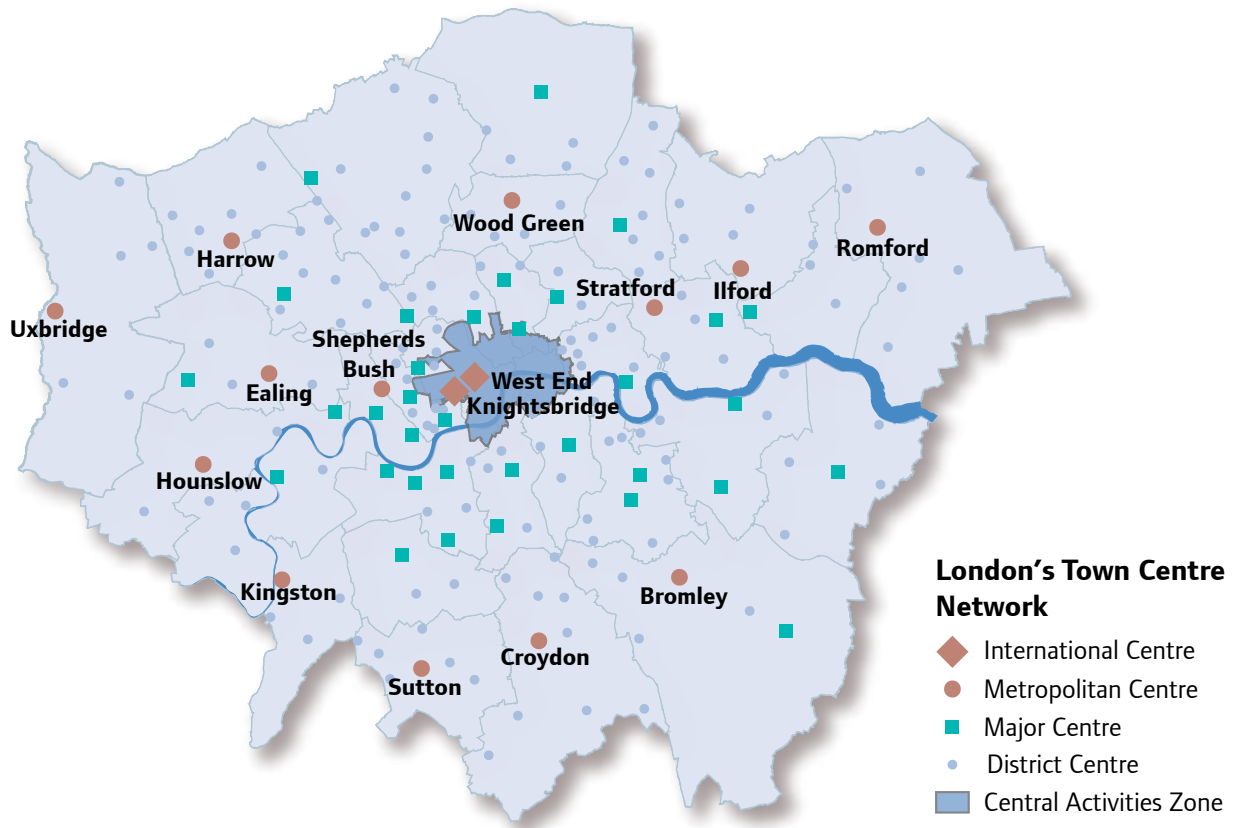 Wood Green
Harrow
Romford
Stratford
Ilford
Uxbridge
Shepherds
Bush
Ealing
West End
Knightsbridge
Hounslow
Kingston
Bromley
Croydon
Sutton
London’s Town Centre
Network
International Centre
Metropolitan Centre
Major Centre
District Centre
Central Activities Zone